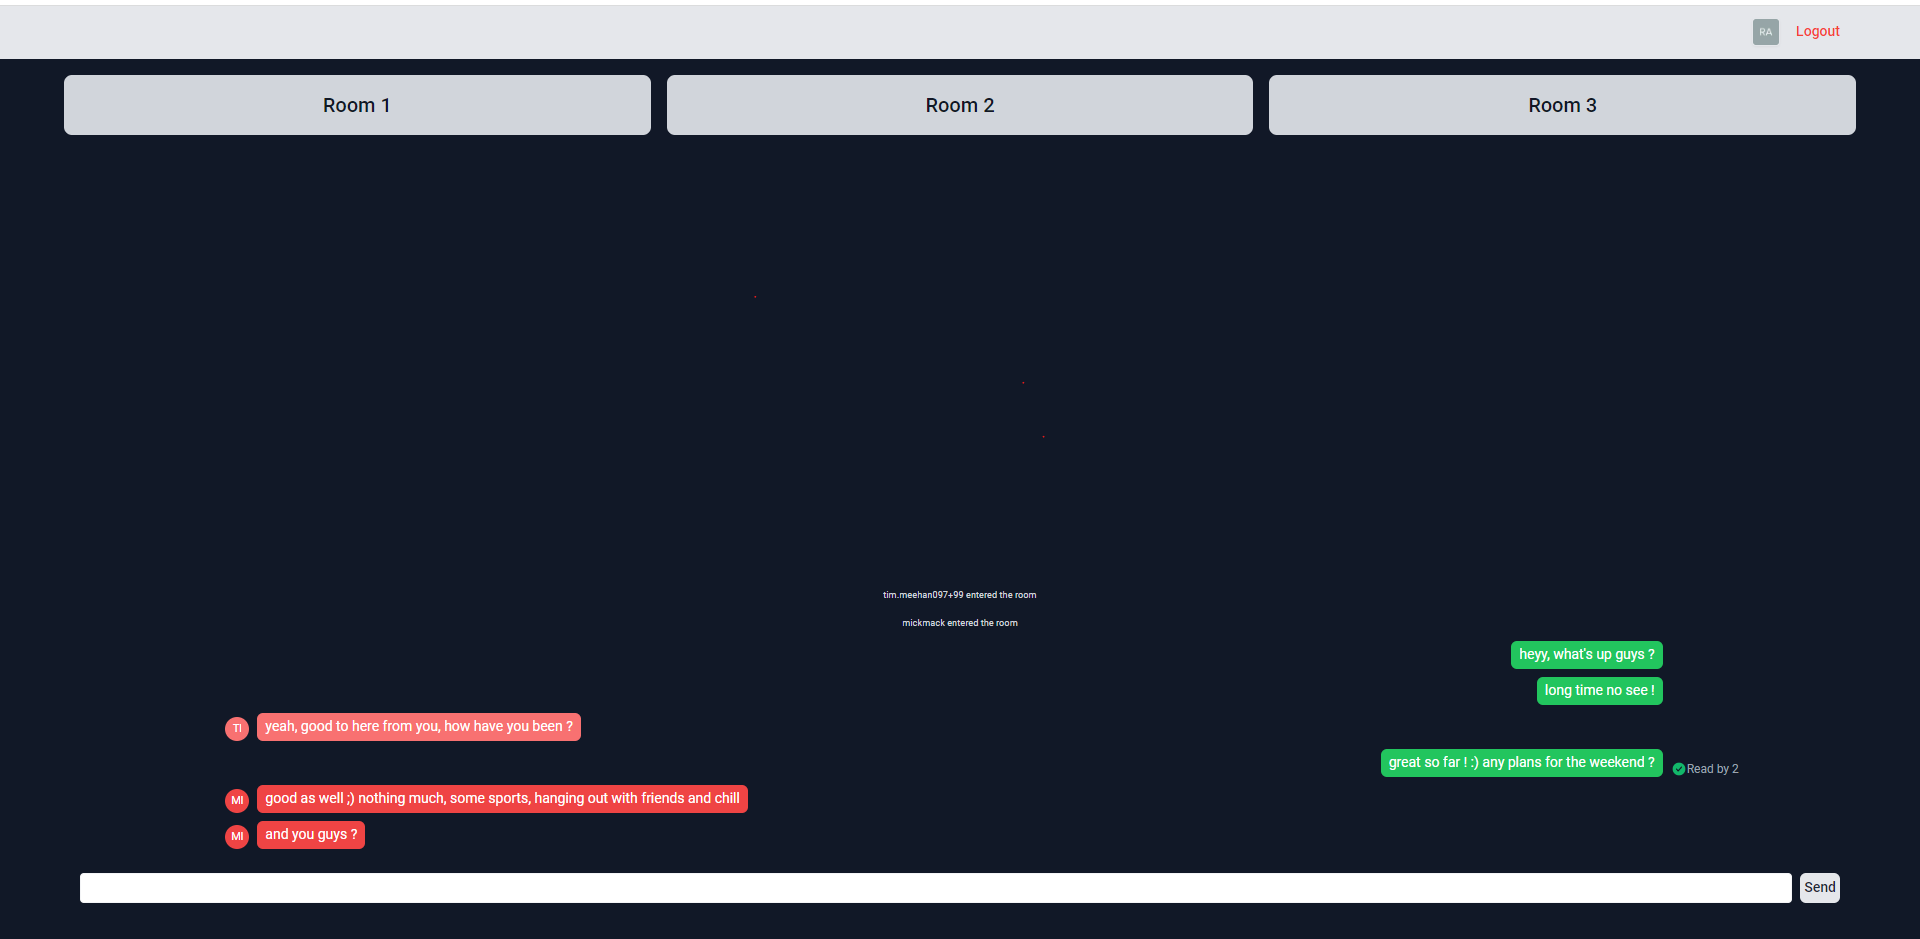 RA Logout
Room 1 Room 2 Room 3
tim.meehan097+99 entered the room
mickmack entered the room
heyy, what's up guys ?
long time no see !
TI yeah, good to here from you, how have you been ?
great so far ! :) any plans for the weekend ? Read by 2
MI good as well ;) nothing much, some sports, hanging out with friends and chill
MI and you guys ?
Send